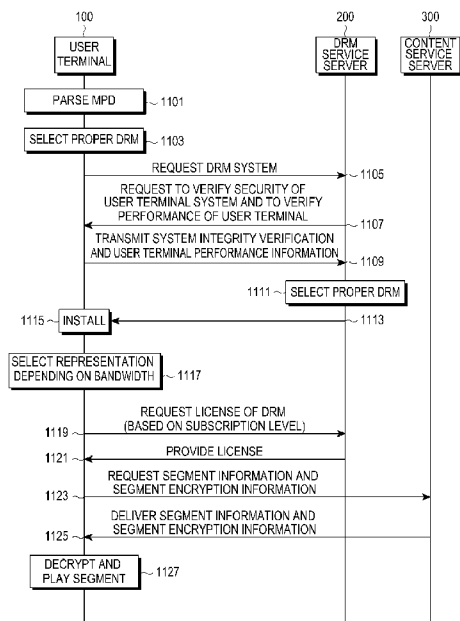 100
200
300
USER
TERMINAL
DRM
SERVICE
SERVER
CONTENT
SERVICE
SERVER
PARSE MPD
1101
SELECT PROPER DRM
1103
REQUEST DRM SYSTEM
1105
REQUEST TO VERIFY SECURITY OF
USER TERMINAL SYSTEM AND TO VERIFY
PERFORMANCE OF USER TERMINAL
1107
TRANSMIT SYSTEM INTEGRITY VERIFICATION
AND USER TERMINAL PERFORMANCE INFORMATION
1109
1111
SELECT PROPER DRM
1115
INSTALL
1113
SELECT REPRESENTATION
DEPENDING ON BANDWIDTH
1117
REQUEST LICENSE OF DRM
(BASED ON SUBSCRIPTION LEVEL)
1119
PROVIDE LICENSE
1121
REQUEST SEGMENT INFORMATION AND
SEGMENT ENCRYPTION INFORMATION
1123
DELIVER SEGMENT INFORMATION AND
SEGMENT ENCRYPTION INFORMATION
1125
DECRYPT AND
PLAY SEGMENT
1127